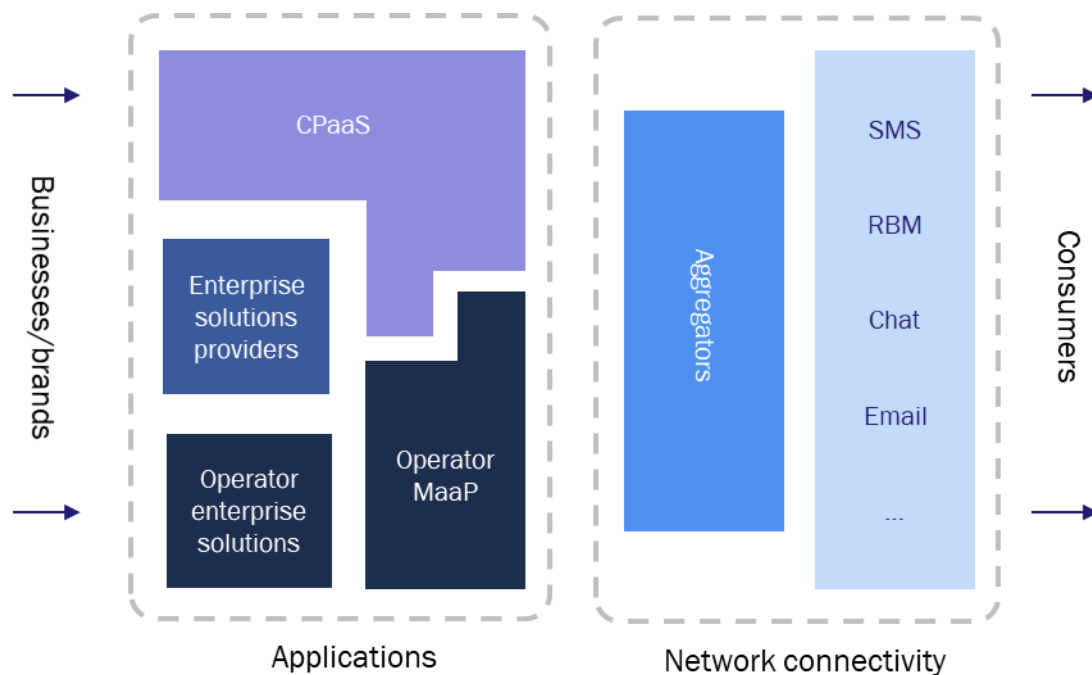 Businesses/brands
CPaaS
Enterprise
solutions
providers
Operator
enterprise
solutions
Operator
MaaP
Applications
Aggregators
SMS
RBM
Chat
Email
...
Network connectivity
Consumers